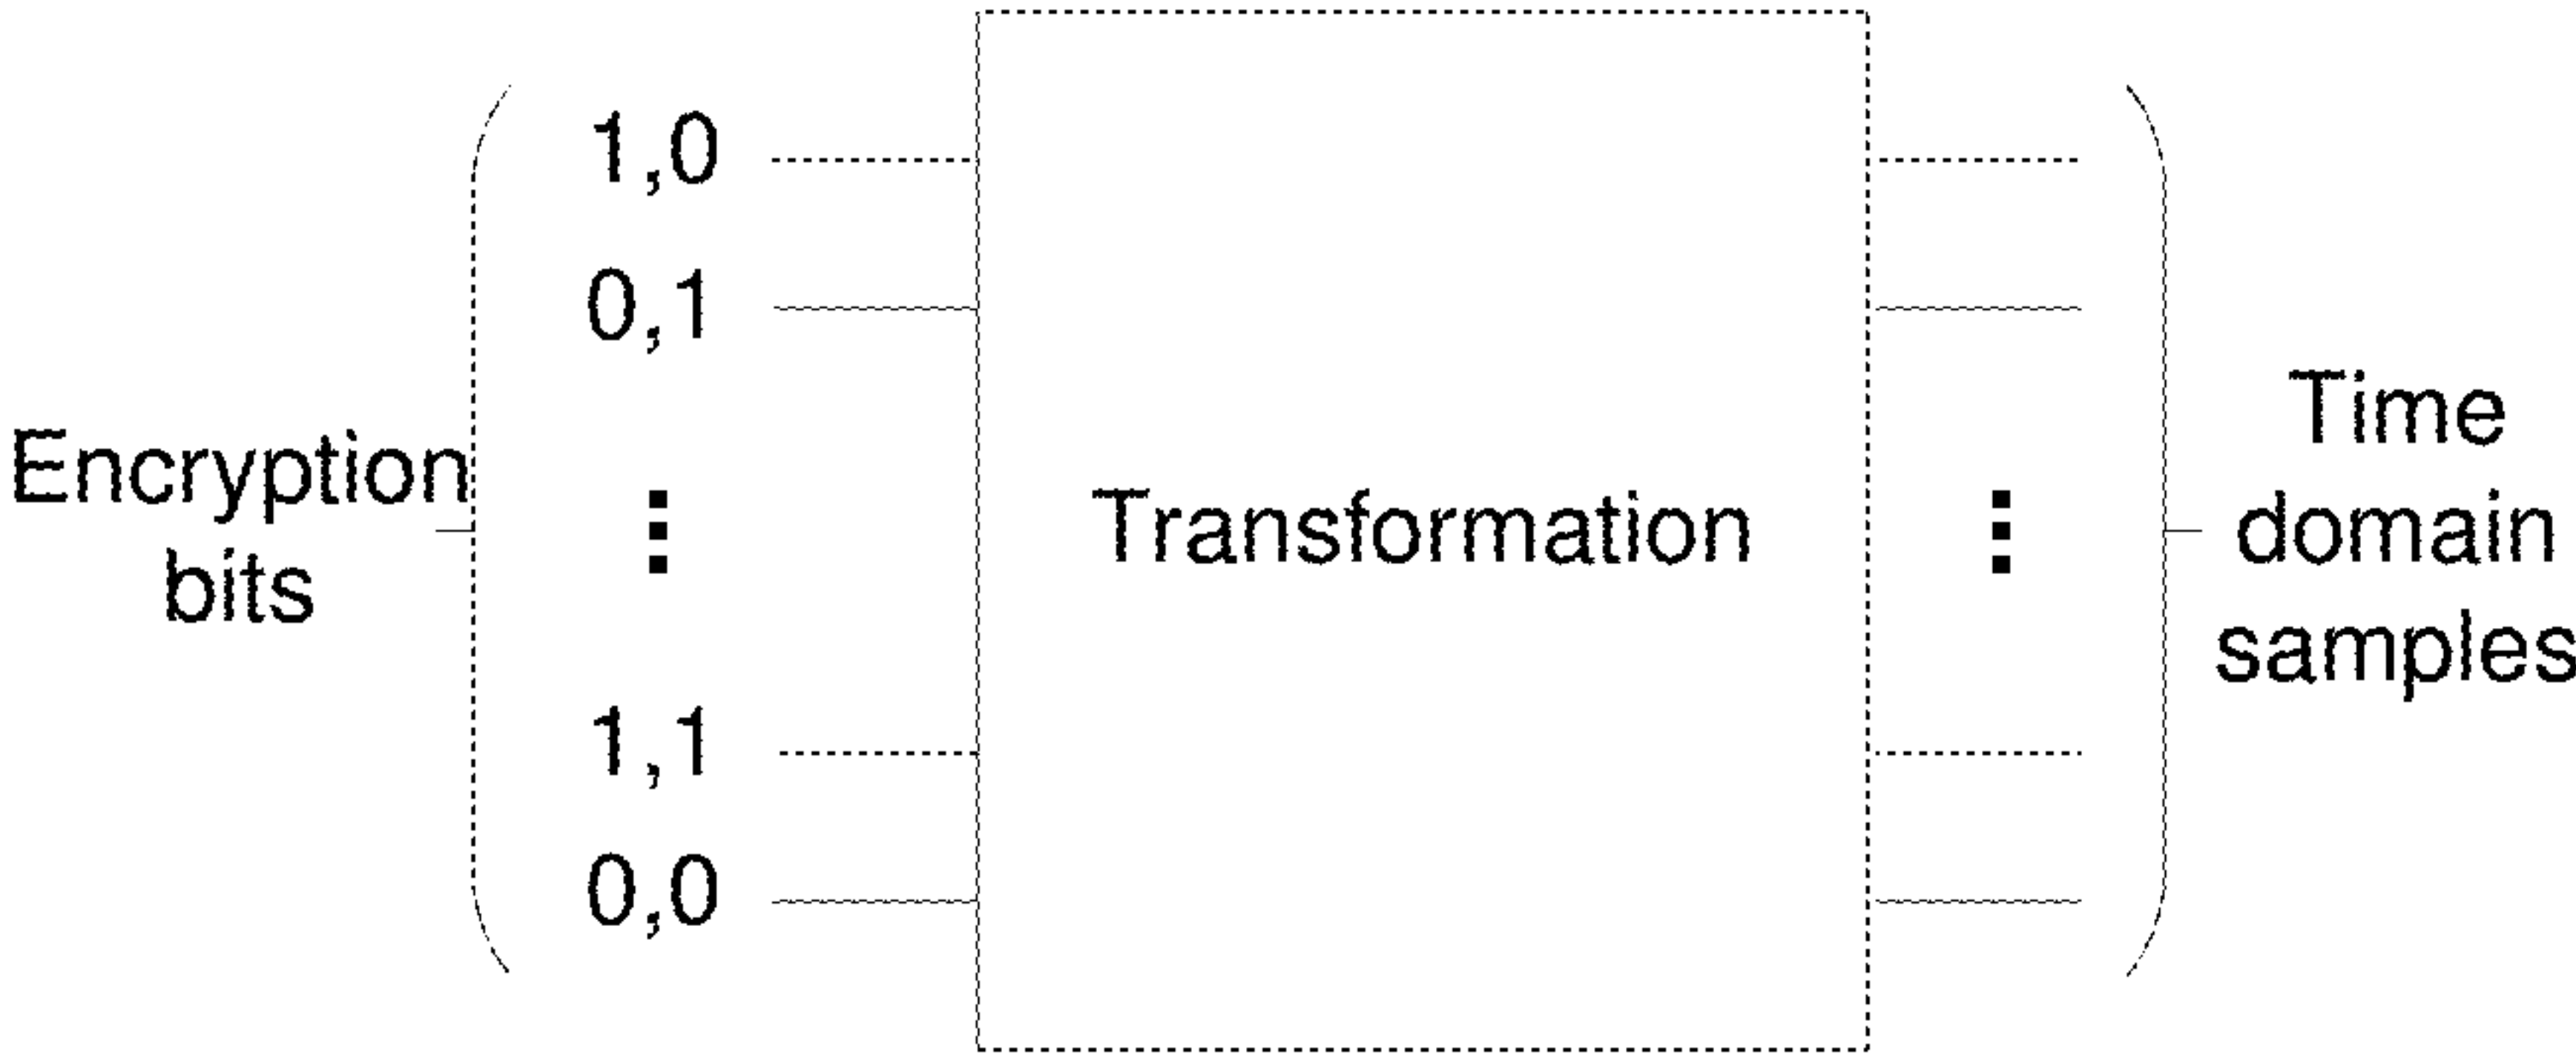 1,0
0,1
Encryption
bits
1,1
0,0
Transformation
Time
domain
samples